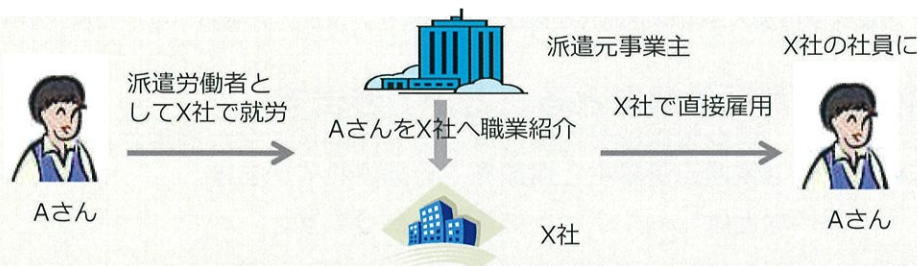 派遣元事業主
X社の社員に
派遣労働者と
してX社で就労
AさんをX社へ職業紹介
X社で直接雇用
Aさん
X社
Aさん